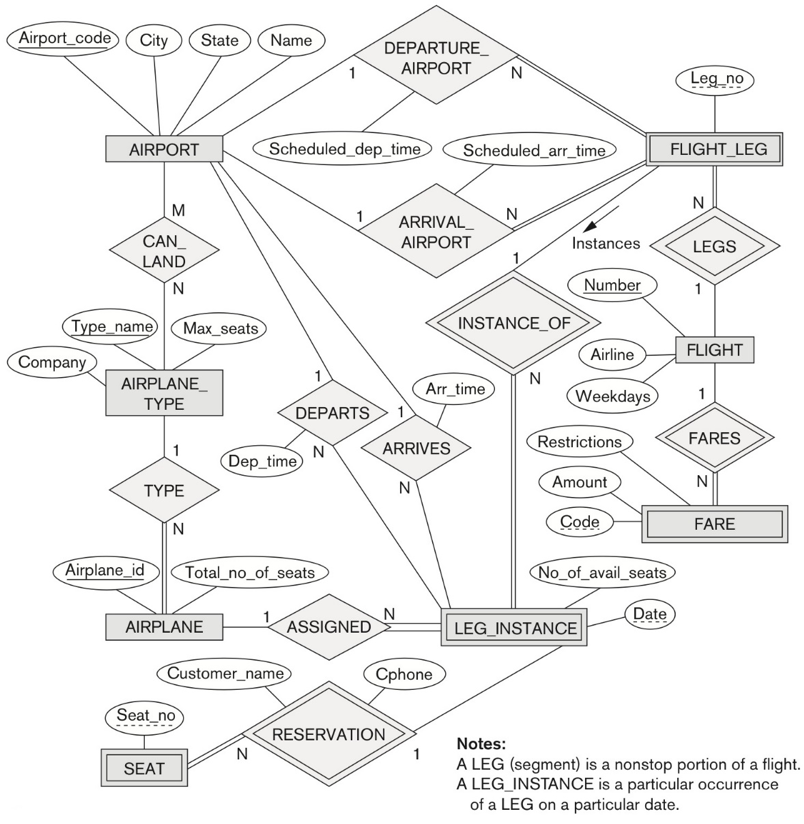 Airport_code
City
State
Name
DEPARTURE_
AIRPORT
1
N
Leg_no
Scheduled_dep_time
Scheduled_arr_time
AIRPORT
FLIGHT_LEG
M
1
ARRIVAL_
AIRPORT
N
N
CAN_
LAND
Instances
LEGS
N
1
1
Number
Type_name
Max_seats
INSTANCE_OF
Company
Airline
FLIGHT
AIRPLANE_
TYPE
1
N
Arr_time
Weekdays
1
DEPARTS
1
Restrictions
FARES
1
N
ARRIVES
Dep_time
N
Amount
N
TYPE
N
Code
FARE
Airplane_id
Total_no_of_seats
No_of_avail_seats
Date
AIRPLANE
1
ASSIGNED
N
LEG_INSTANCE
Customer_name
Cphone
Seat_no
RESERVATION
N
1
SEAT
Notes:
A LEG (segment) is a nonstop portion of a flight.
A LEG_INSTANCE is a particular occurrence
of a LEG on a particular date.